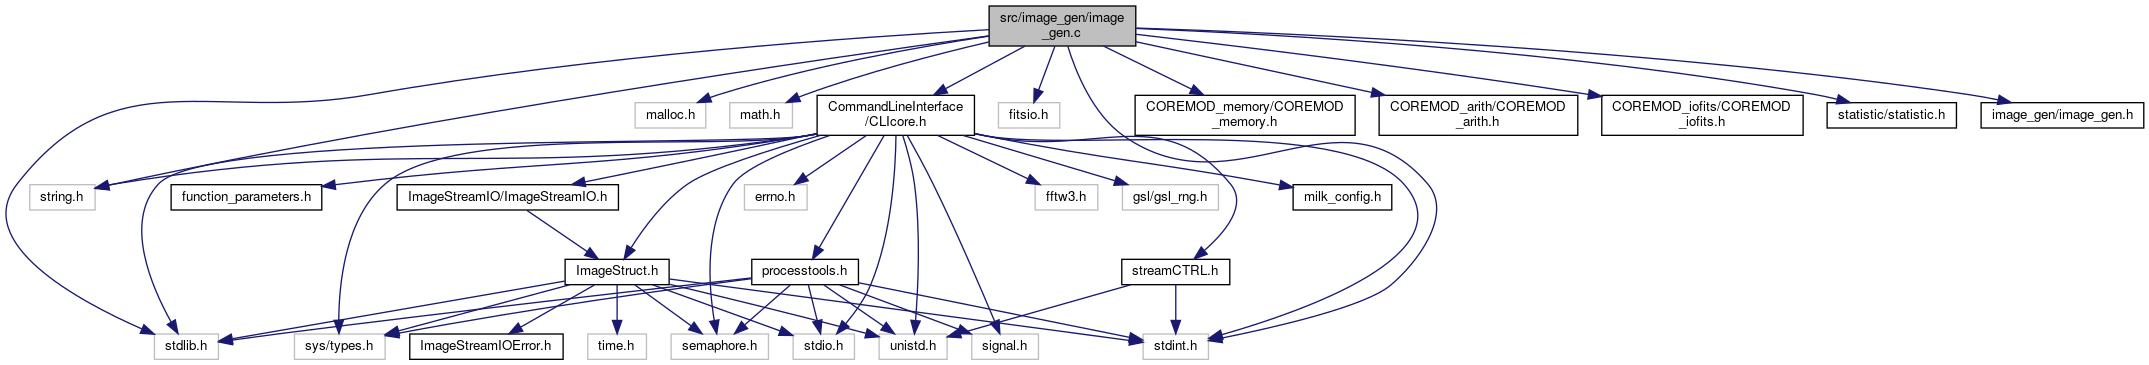 src/image_gen/image
_gen.c
malloc.h
math.h
CommandLineInterface
/CLIcore.h
fitsio.h
COREMOD_memory/COREMOD
_memory.h
COREMOD_arith/COREMOD
_arith.h
COREMOD_iofits/COREMOD
_iofits.h
statistic/statistic.h
image_gen/image_gen.h
string.h
function_parameters.h
ImageStreamIO/ImageStreamIO.h
errno.h
fftw3.h
gsl/gsl_rng.h
milk_config.h
ImageStruct.h
processtools.h
streamCTRL.h
stdlib.h
sys/types.h
ImageStreamIOError.h
time.h
semaphore.h
stdio.h
unistd.h
signal.h
stdint.h